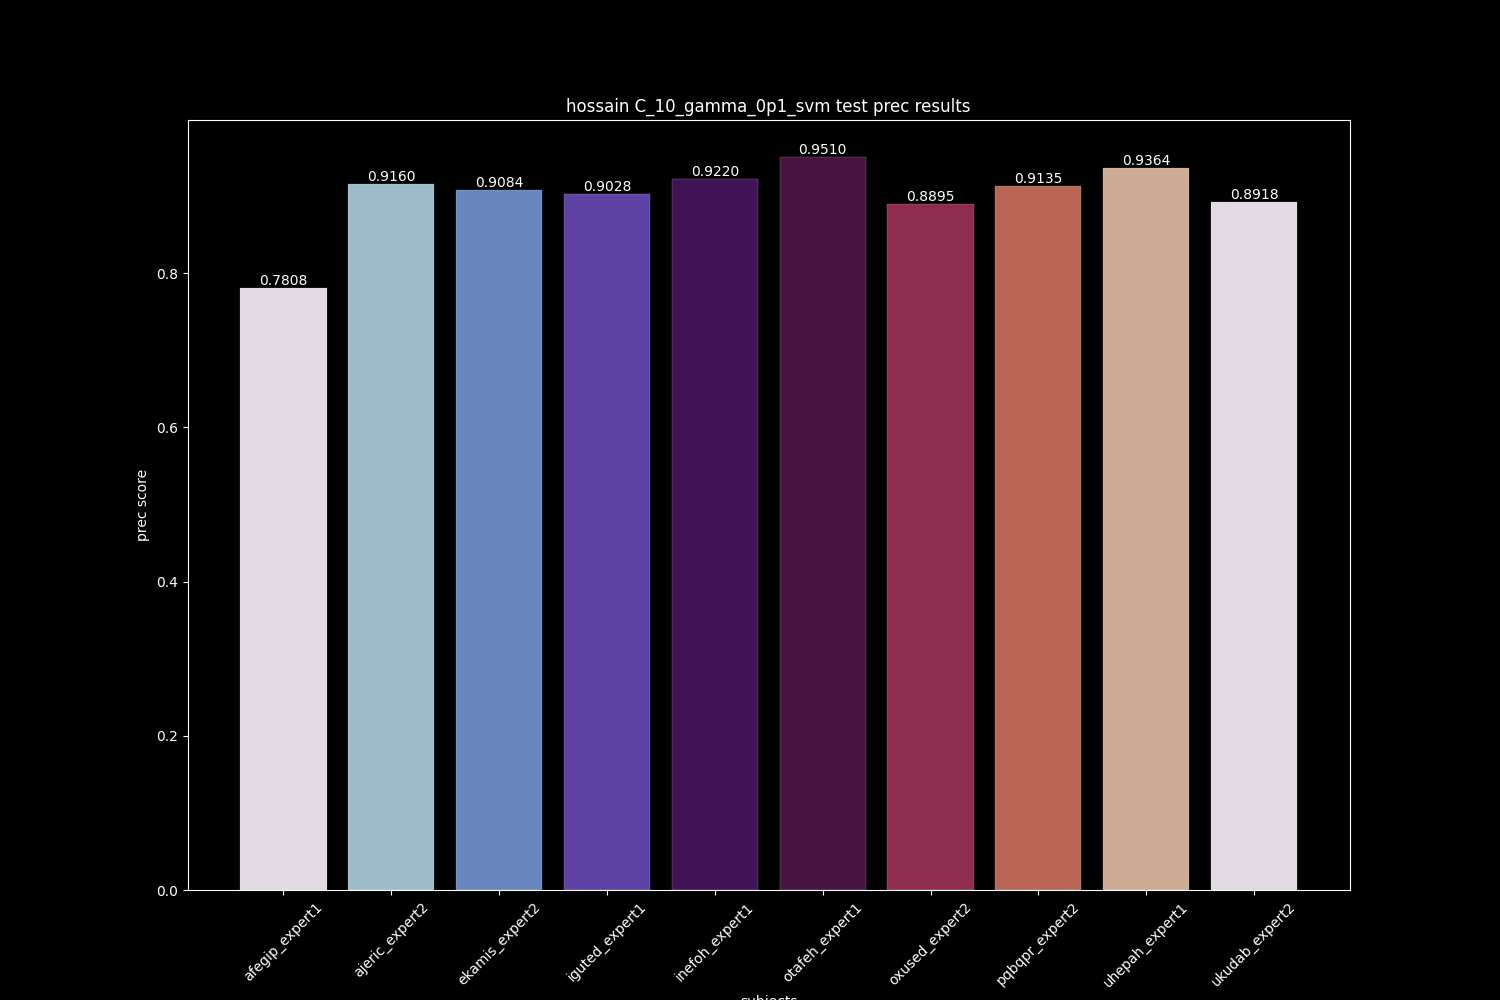 hossain C_10_gamma_0p1_svm test prec results
0.9510
0.9364
0.9220
0.9160
0.9135
0.9084
0.9028
0.8918
0.8895
0.7808
0.8
0.6
prec score
0.4
0.2
0.0
afegip_expert1
ajeric_expert2
ekamis_expert2
iguted_expert1
inefoh_expert1
otafeh_expert1
oxused_expert2
pqbqpr_expert2
uhepah_expert1
ukudab_expert2
subjects